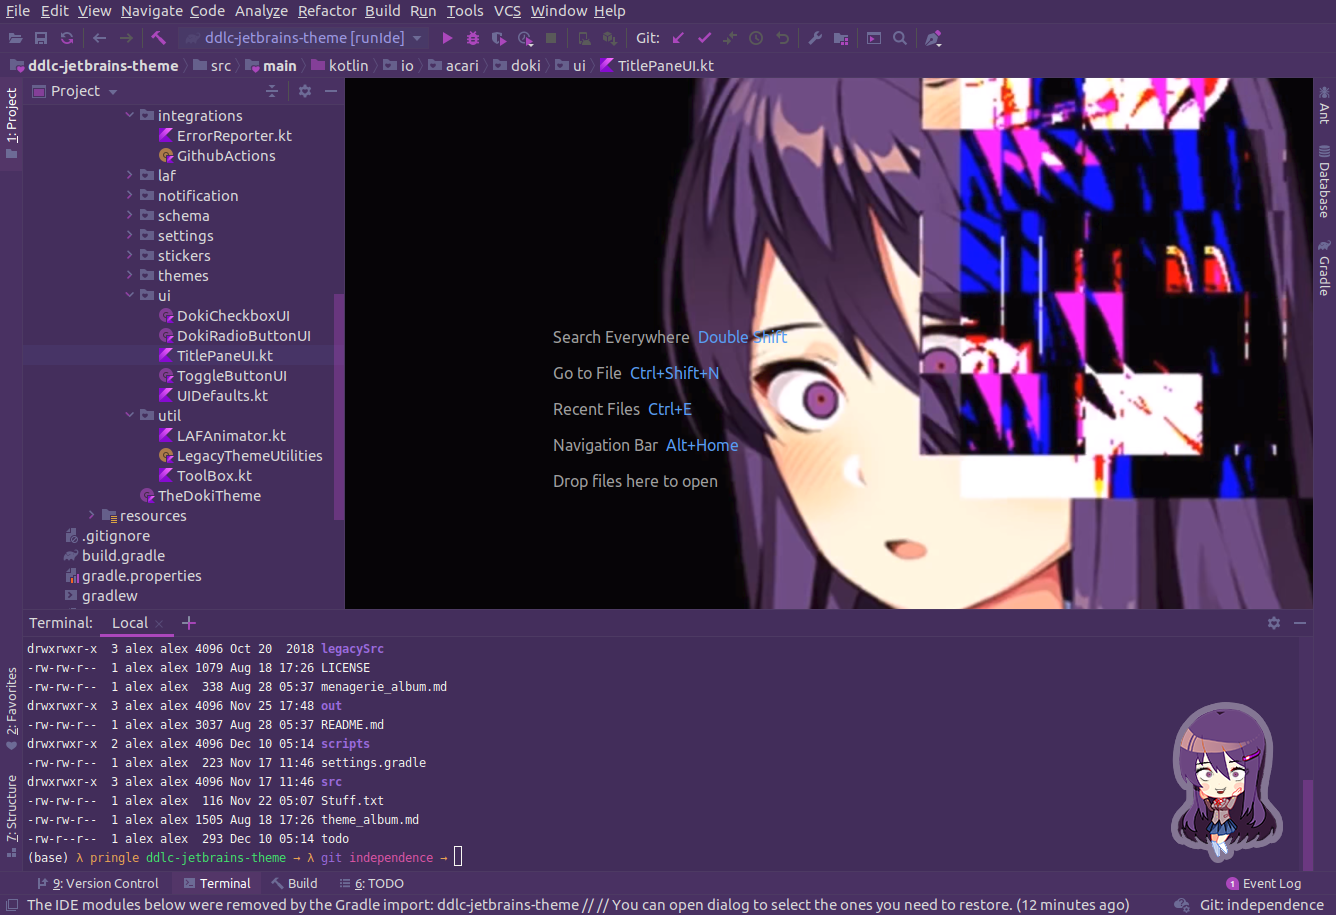 File Edit View Navigate Code Analyze Refactor Build Run Tools VCS Window Help
ddlc-jetbrains-theme [runIde] Git:
ddlc-jetbrains-theme src main kotlin io acari doki ui TitlePaneUI.kt
1: Project
Project
integrations
ErrorReporter.kt
GithubActions
laf
notification
schema
settings
stickers
themes
ui
DokiCheckboxUI
DokiRadioButtonUI
TitlePaneUI.kt
ToggleButtonUI
UIDefaults.kt
util
LAFAnimator.kt
LegacyThemeUtilities
ToolBox.kt
TheDokiTheme
resources
.gitignore
build.gradle
gradle.properties
gradlew
Search Everywhere Double Shift
Go to File Ctrl+Shift+N
Recent Files Ctrl+E
Navigation Bar Alt+Home
Drop files here to open
Ant
Database
Gradle
2: Favorites
7: Structure
Terminal: Local
drwxrwxr-x 3 alex alex 4096 Oct 20 2018 legacySrc
-rw-rw-r-- 1 alex alex 1079 Aug 18 17:26 LICENSE
-rw-rw-r-- 1 alex alex 338 Aug 28 05:37 menagerie_album.md
drwxrwxr-x 3 alex alex 4096 Nov 25 17:48 out
-rw-rw-r-- 1 alex alex 3037 Aug 28 05:37 README.md
drwxrwxr-x 2 alex alex 4096 Dec 10 05:14 scripts
-rw-rw-r-- 1 alex alex 223 Nov 17 11:46 settings.gradle
drwxrwxr-x 3 alex alex 4096 Nov 17 11:46 src
-rw-rw-r-- 1 alex alex 116 Nov 22 05:07 Stuff.txt
-rw-rw-r-- 1 alex alex 1505 Aug 18 17:26 theme_album.md
-rw-r--r-- 1 alex alex 293 Dec 10 05:14 todo
(base) λ pringle ddlc-jetbrains-theme → λ git independence →
9: Version Control Terminal Build 6: TODO 1 Event Log
The IDE modules below were removed by the Gradle import: ddlc-jetbrains-theme // // You can open dialog to select the ones you need to restore. (12 minutes ago) Git: independence